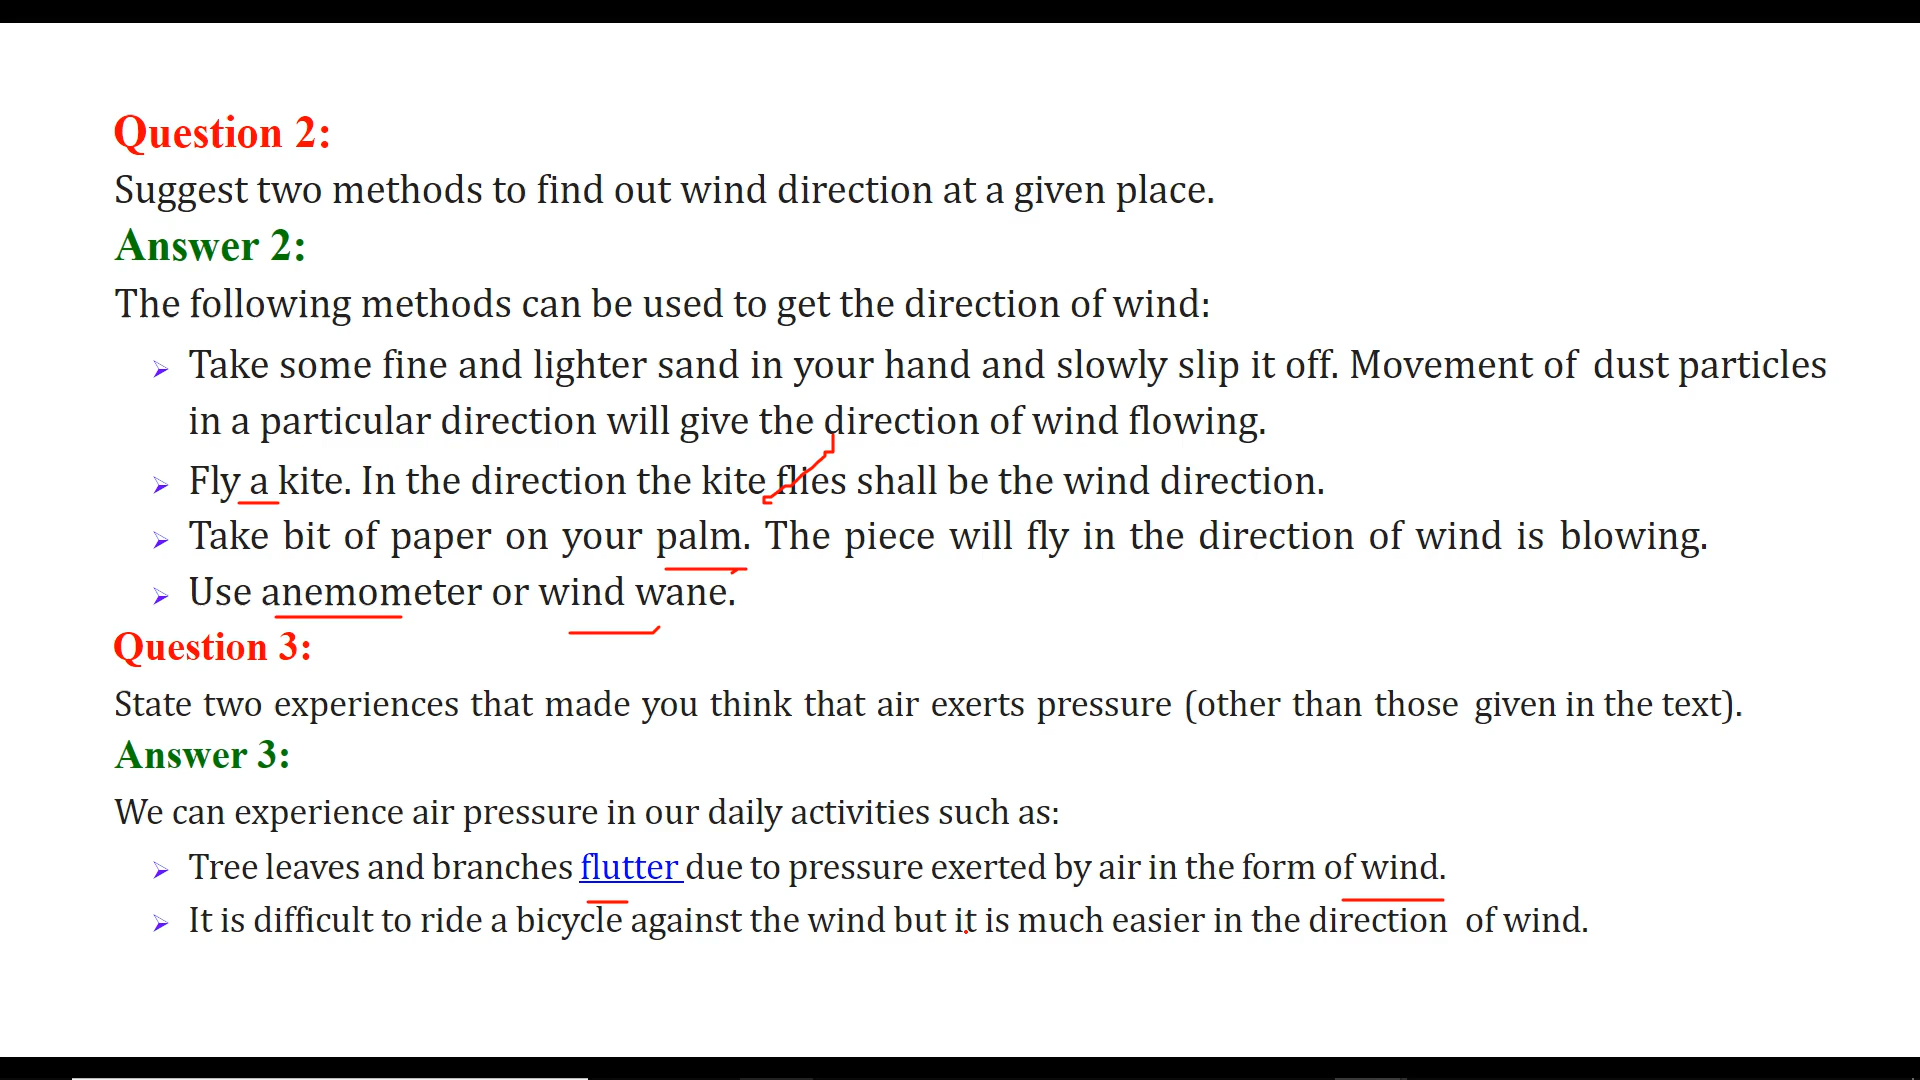 Question 2:
Suggest two methods to find out wind direction at a given place.
Answer 2:
The following methods can be used to get the direction of wind:
➢ Take some fine and lighter sand in your hand and slowly slip it off. Movement of dust particles
in a particular direction will give the direction of wind flowing.
➢ Fly a kite. In the direction the kite flies shall be the wind direction.
➢ Take bit of paper on your palm. The piece will fly in the direction of wind is blowing.
➢ Use anemometer or wind wane.
Question 3:
State two experiences that made you think that air exerts pressure (other than those given in the text).
Answer 3:
We can experience air pressure in our daily activities such as:
➢ Tree leaves and branches flutter due to pressure exerted by air in the form of wind.
➢ It is difficult to ride a bicycle against the wind but it is much easier in the direction of wind.